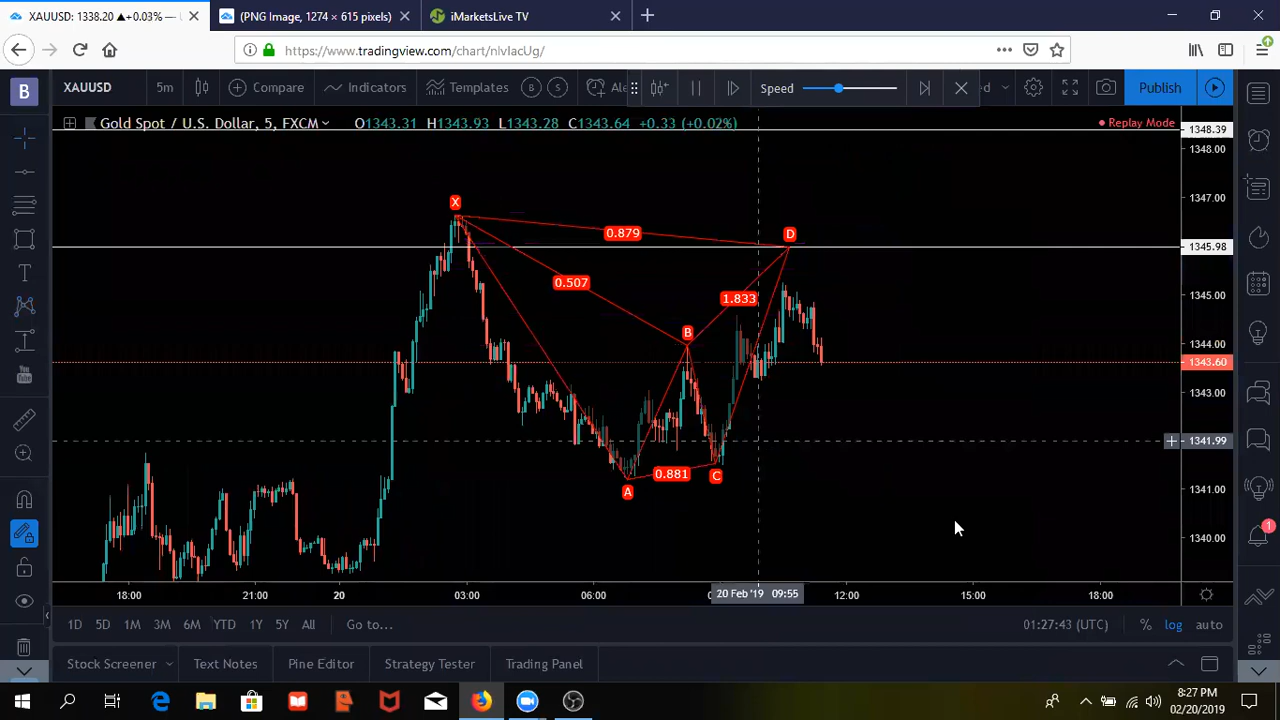 XAUUSD: 1338.20 ▲+0.03% —
(PNG Image, 1274 × 615 pixels)
iMarketsLive TV
https://www.tradingview.com/chart/nlvlacUg/
B
XAUUSD
5m
Compare
Indicators
Templates
B
S
Ale
Speed
d
Publish
Gold Spot / U.S. Dollar, 5, FXCM
O1343.31 H1343.93 L1343.28 C1343.64 +0.33 (+0.02%)
Replay Mode
1348.39
1348.00
1347.00
1345.98
1345.00
1344.00
1343.60
1343.00
1341.99
1341.00
1340.00
X
0.879
D
0.507
1.833
B
0.881
C
A
18:00
21:00
20
03:00
06:00
20 Feb '19 09:55
12:00
15:00
18:00
1D
5D
1M
3M
6M
YTD
1Y
5Y
All
Go to...
01:27:43 (UTC)
%
log
auto
Stock Screener
Text Notes
Pine Editor
Strategy Tester
Trading Panel
1
8:27 PM
02/20/2019